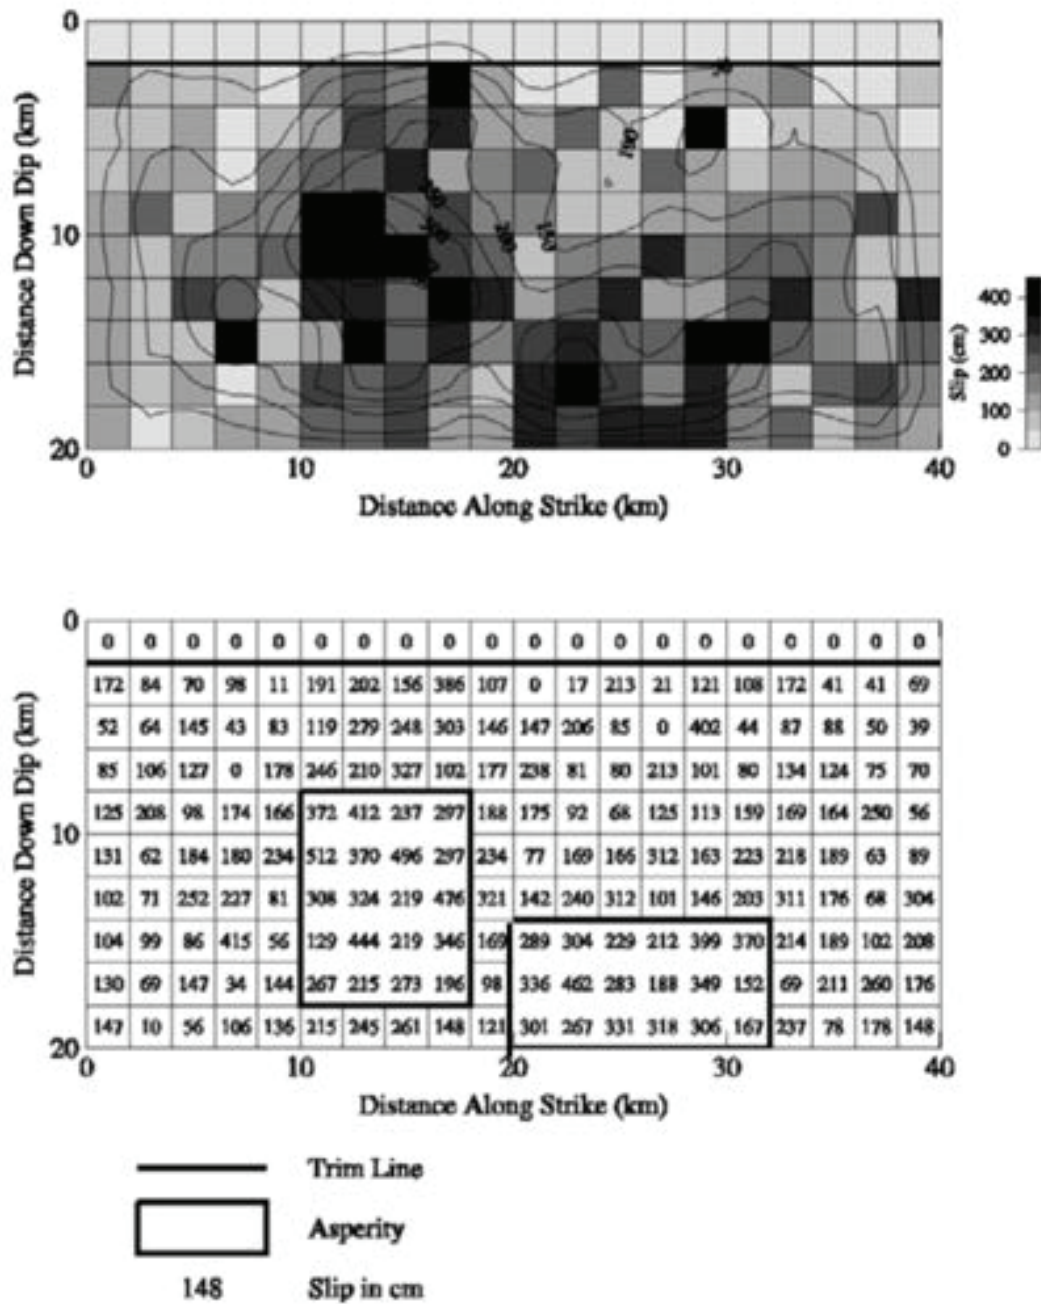 0
10
20
Distance Down Dip (km)
0 10 20 30 40
Distance Along Strike (km)
400
300
200
100
0
Slip (cm)
50
100
0
10
20
Distance Down Dip (km)
0 0 0 0 0 0 0 0 0 0 0 0 0 0 0 0 0 0 0 0
172 84 70 98 11 191 202 156 386 107 0 17 213 21 121 108 172 41 41 69
52 64 145 43 83 119 279 248 303 146 147 206 85 0 402 44 87 88 50 39
85 106 127 0 178 246 210 327 102 177 238 81 80 213 101 80 134 124 75 70
125 208 98 174 166 372 412 237 297 188 175 92 68 125 113 159 169 164 250 56
131 62 184 180 234 512 370 496 297 234 77 169 166 312 163 223 218 189 63 89
102 71 252 227 81 308 324 219 476 321 142 240 312 101 146 203 311 176 68 304
104 99 86 415 56 129 444 219 346 169 289 304 229 212 399 370 214 189 102 208
130 69 147 34 144 267 215 273 196 98 336 462 283 188 349 152 69 211 260 176
147 10 56 106 136 215 245 261 148 121 301 267 331 318 306 167 237 78 178 148
0 10 20 30 40
Distance Along Strike (km)
Trim Line
Asperity
148 Slip in cm